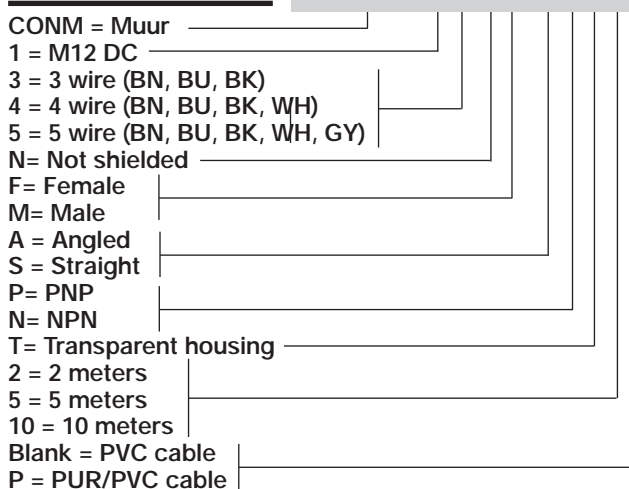 CONM = Muur
1 = M12 DC
3 = 3 wire (BN, BU, BK)
4 = 4 wire (BN, BU, BK, WH)
5 = 5 wire (BN, BU, BK, WH, GY)
N= Not shielded
F= Female
M= Male
A = Angled
S = Straight
P= PNP
N= NPN
T= Transparent housing
2 = 2 meters
5 = 5 meters
10 = 10 meters
Blank = PVC cable
P = PUR/PVC cable